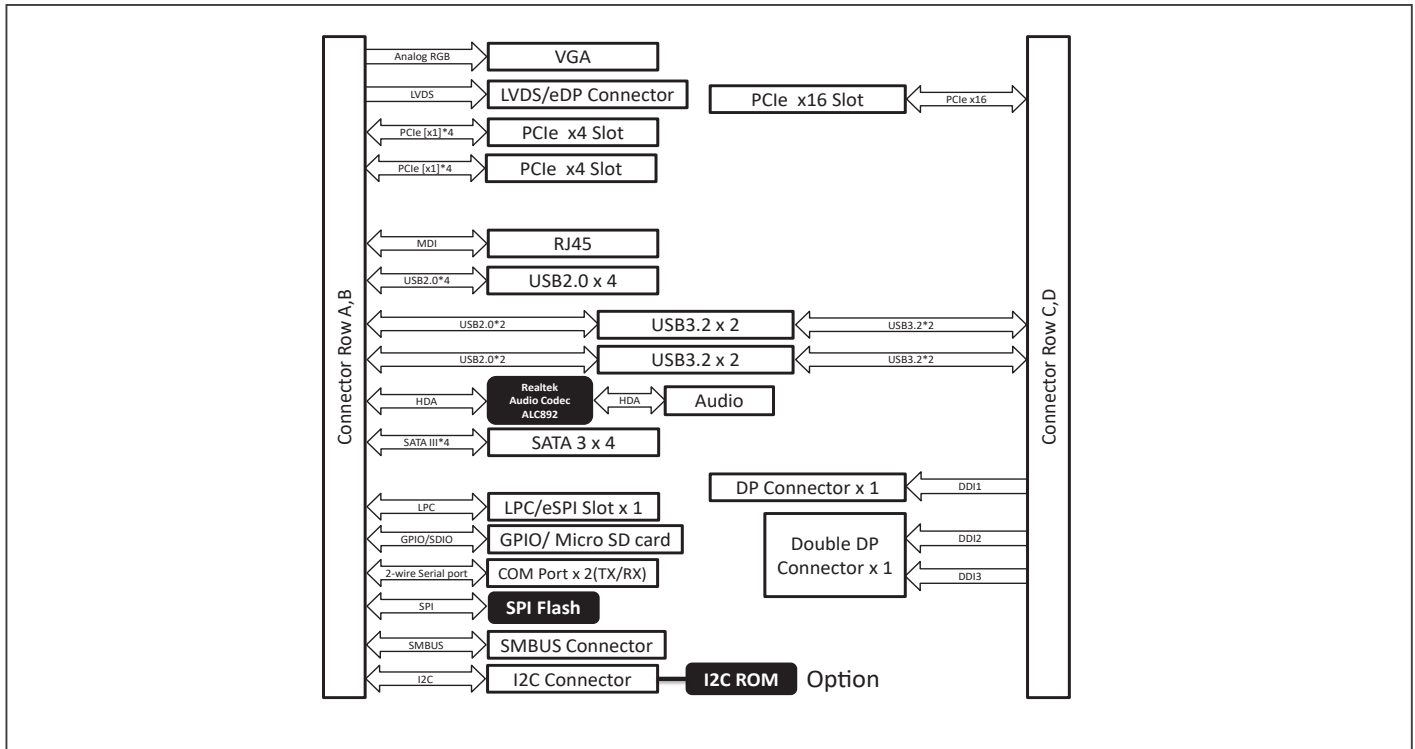 Connector Row A,B
Analog RGB
VGA
LVDS
LVDS/eDP Connector
PCIe x16 Slot
PCIe x16
PCIe [x1]*4
PCIe x4 Slot
PCIe [x1]*4
PCIe x4 Slot
MDI
RJ45
USB2.0*4
USB2.0 x 4
USB2.0*2
USB3.2 x 2
USB3.2*2
USB2.0*2
USB3.2 x 2
USB3.2*2
HDA
Realtek
Audio Codec
ALC892
HDA
Audio
SATA III*4
SATA 3 x 4
DP Connector x 1
DDI1
LPC
LPC/eSPI Slot x 1
GPIO/SDIO
GPIO/ Micro SD card
Double DP
Connector x 1
DDI2
DDI3
2-wire Serial port
COM Port x 2(TX/RX)
SPI
SPI Flash
SMBUS
SMBUS Connector
I2C
I2C Connector
I2C ROM
Option
Connector Row C,D